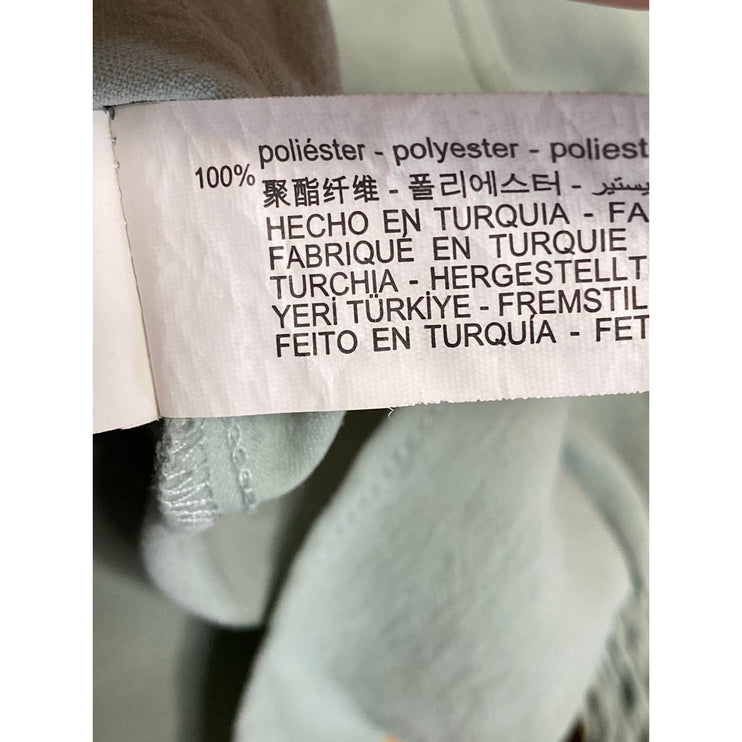 100% poliéster - polyester - poliest
聚酯纤维 - 폴리에스터 -
HECHO EN TURQUIA - FA
FABRIQUÉ EN TURQUIE
TURCHIA - HERGESTELLT
YERİ TÜRKİYE - FREMSTIL
FEITO EN TURQUÍA - FET